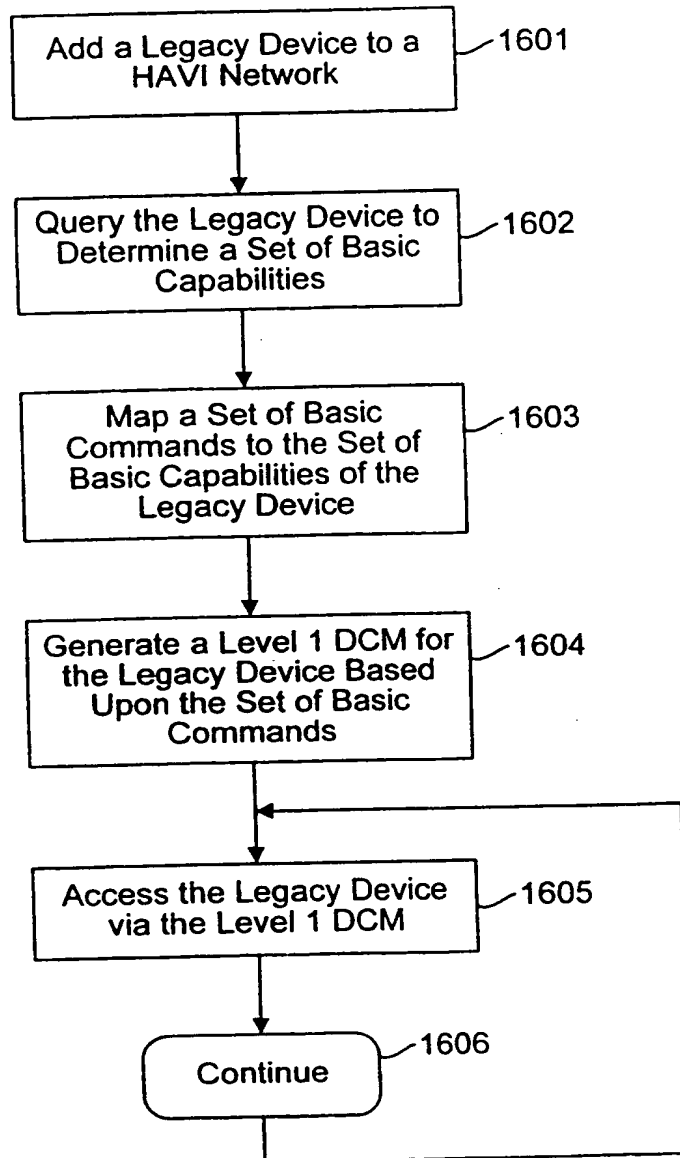 Add a Legacy Device to a
HAVI Network
1601
Query the Legacy Device to
Determine a Set of Basic
Capabilities
1602
Map a Set of Basic
Commands to the Set of
Basic Capabilities of the
Legacy Device
1603
Generate a Level 1 DCM for
the Legacy Device Based
Upon the Set of Basic
Commands
1604
Access the Legacy Device
via the Level 1 DCM
1605
Continue
1606